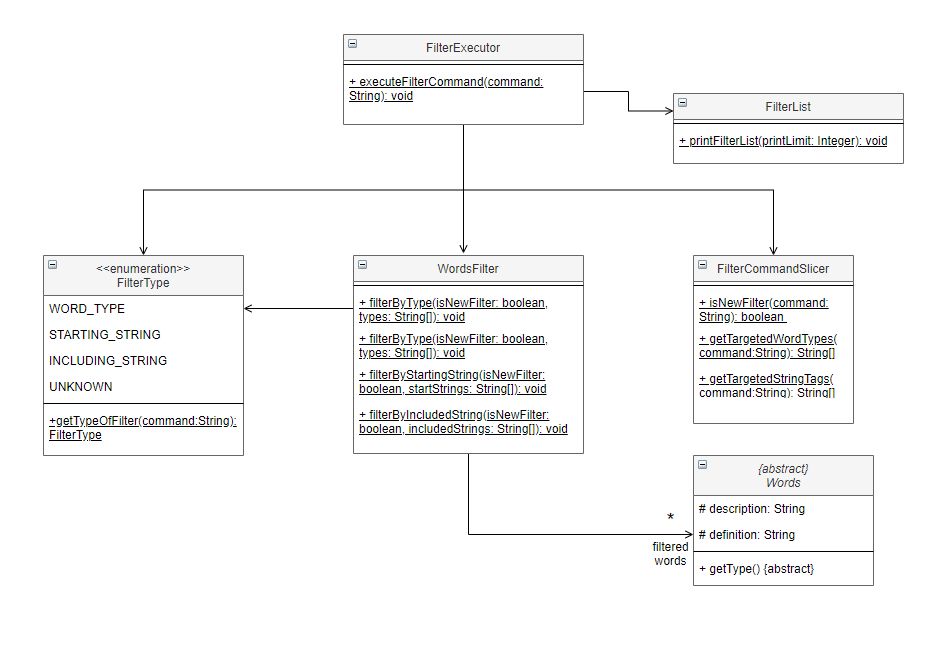 FilterExecutor
+ executeFilterCommand(command:
String): void
FilterList
+ printFilterList(printLimit: Integer): void
<<enumeration>>
FilterType
WORD_TYPE
STARTING_STRING
INCLUDING_STRING
UNKNOWN
+getTypeOfFilter(command:String):
FilterType
WordsFilter
+ filterByType(isNewFilter: boolean,
types: String[]): void
+ filterByType(isNewFilter: boolean,
types: String[]): void
+ filterByStartingString(isNewFilter:
boolean, startStrings: String[]): void
+ filterByIncludedString(isNewFilter:
boolean, includedStrings: String[]): void
FilterCommandSlicer
+ isNewFilter(command:
String): boolean
+ getTargetedWordTypes(
command:String): String[]
+ getTargetedStringTags(
command:String): String[]
{abstract}
Words
# description: String
# definition: String
+ getType() {abstract}
*
filtered
words